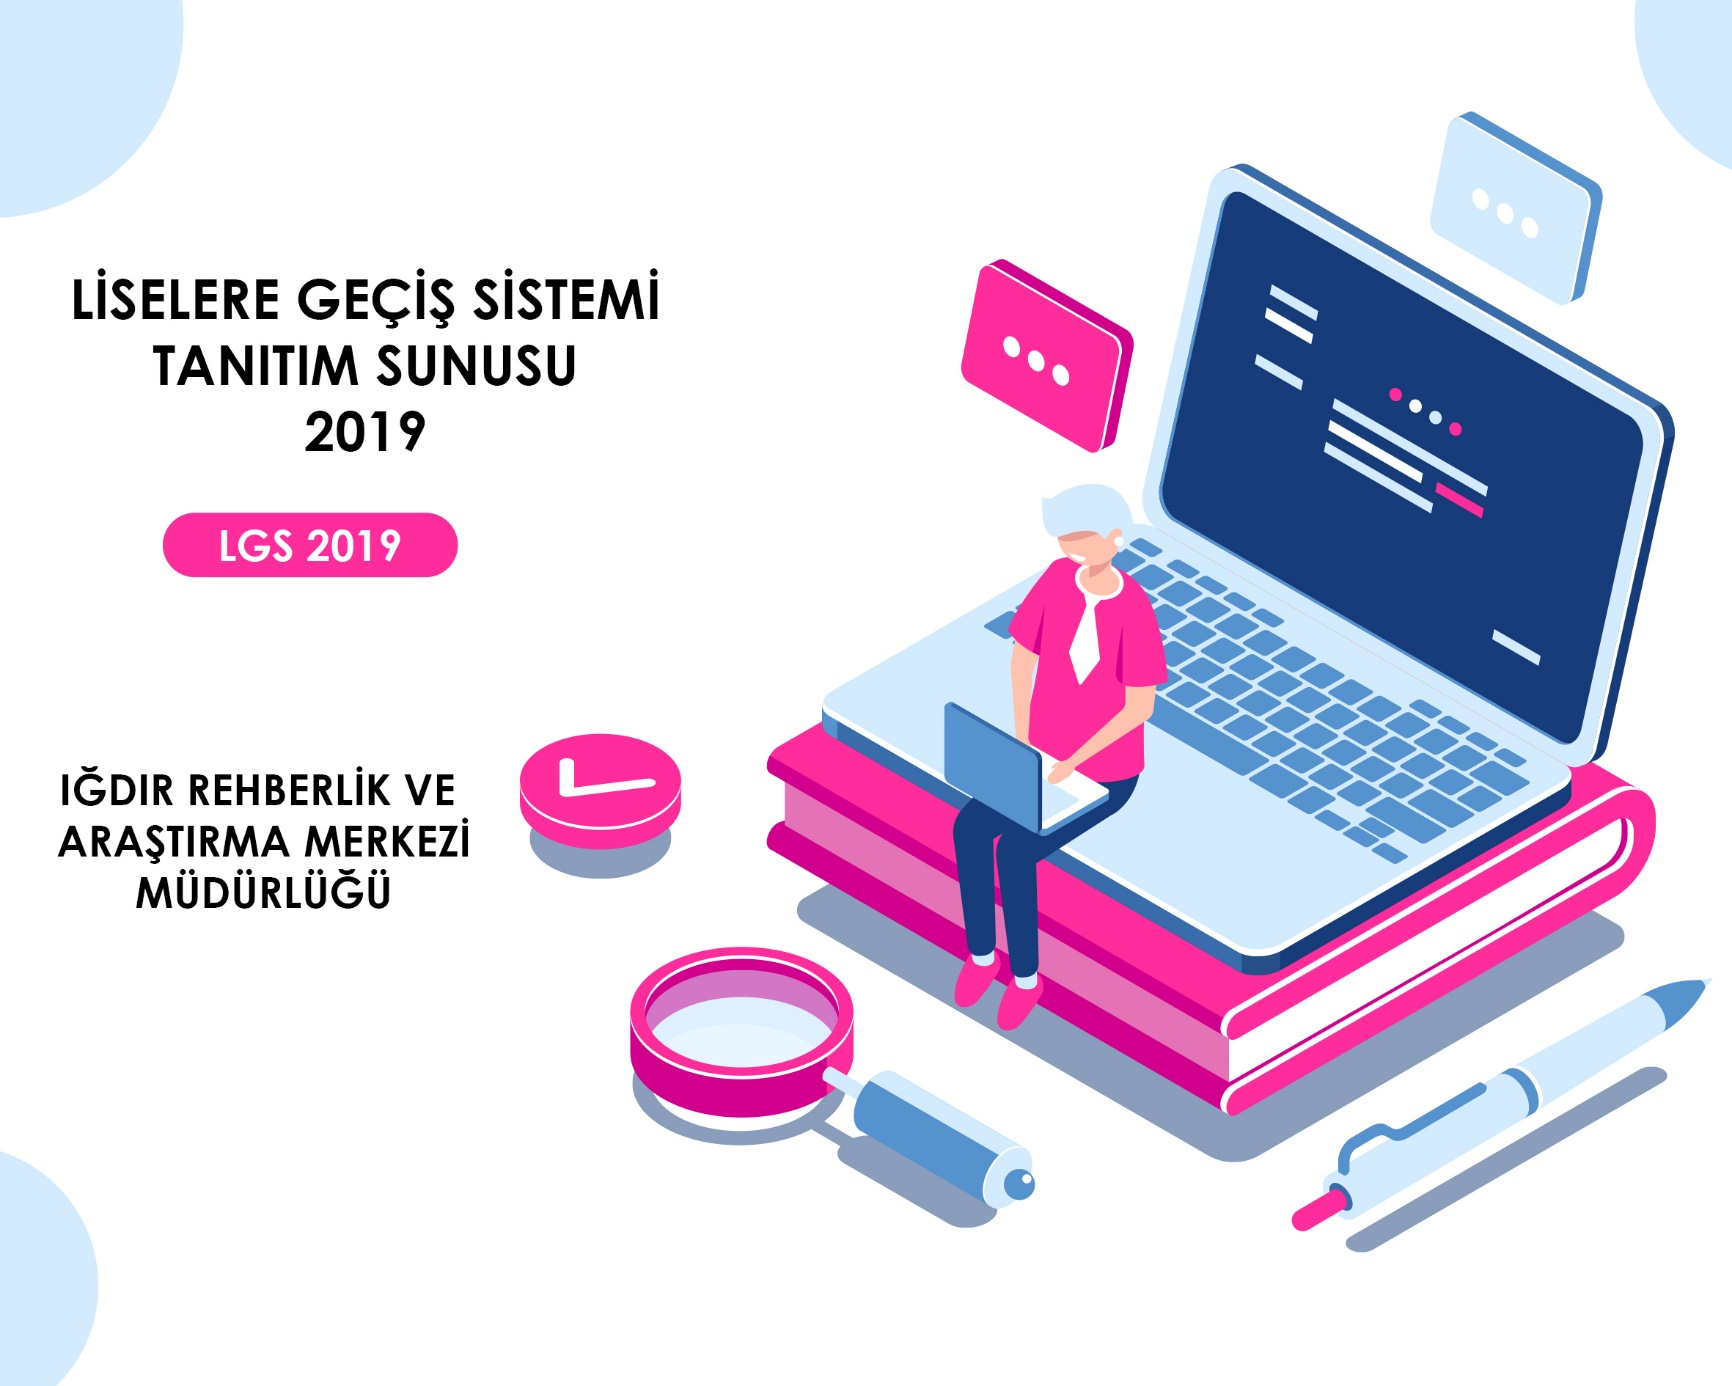 LİSELERE GEÇİŞ SİSTEMİ
TANITIM SUNUSU
2019
LGS 2019
IĞDIR REHBERLİK VE
ARAŞTIRMA MERKEZİ
MÜDÜRLÜĞÜ